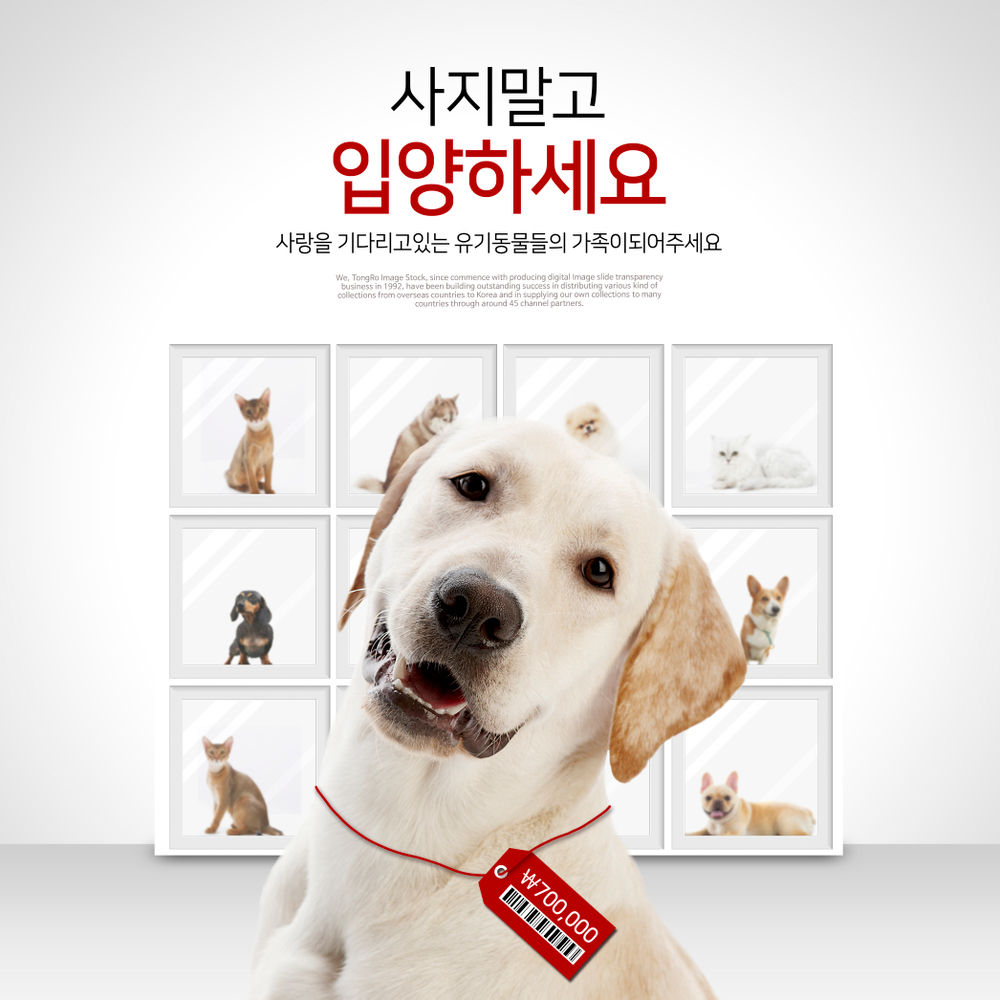 사지말고
입양하세요
사랑을 기다리고있는 유기동물들의 가족이되어주세요
We, TongRo Image Stock, since commence with producing digital Image slide transparency
business in 1992, have been building outstanding success in distributing various kind of
collections from overseas countries to Korea and in supplying our own collections to many
countries through around 45 channel partners.
₩700,000